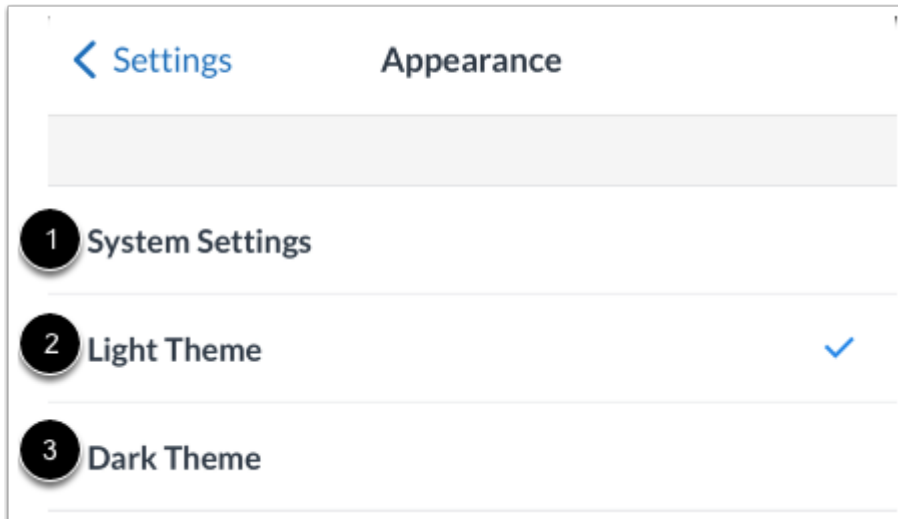 Settings Appearance
1 System Settings
2 Light Theme
3 Dark Theme